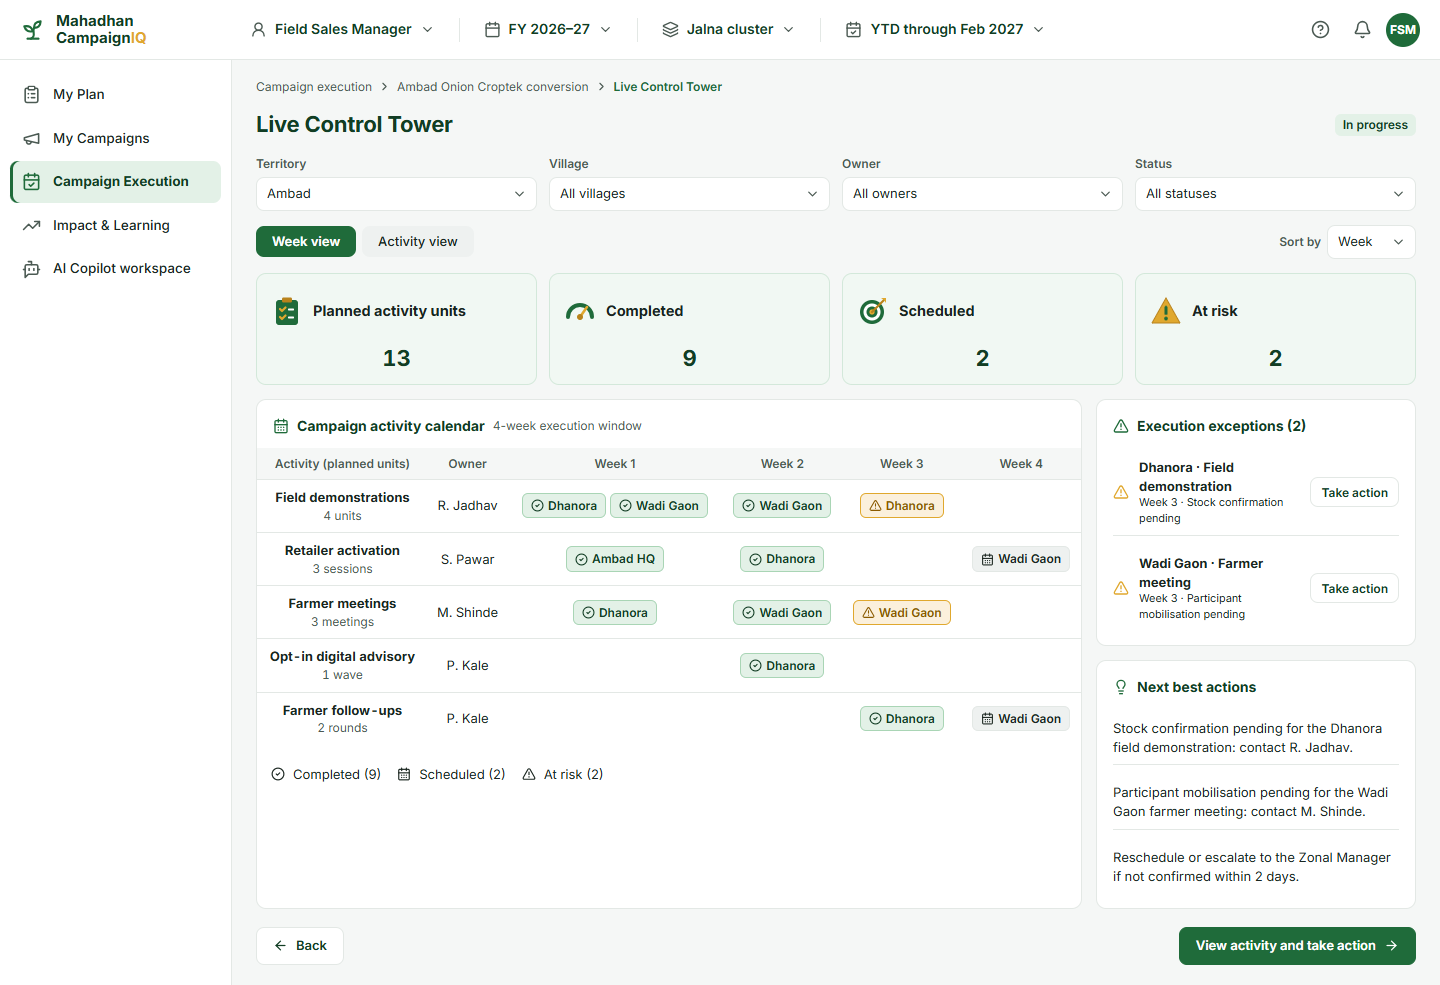 Mahadhan
CampaignIQ
Field Sales Manager
FY 2026–27
Jalna cluster
YTD through Feb 2027
FSM
My Plan
My Campaigns
Campaign Execution
Impact & Learning
AI Copilot workspace
Campaign execution > Ambad Onion Croptek conversion > Live Control Tower
Live Control Tower
In progress
Territory
Village
Owner
Status
Ambad
All villages
All owners
All statuses
Week view
Activity view
Sort by
Week
Planned activity units
13
Completed
9
Scheduled
2
At risk
2
Campaign activity calendar 4-week execution window
Activity (planned units) Owner Week 1 Week 2 Week 3 Week 4
Field demonstrations
4 units
R. Jadhav
Dhanora
Wadi Gaon
Wadi Gaon
Dhanora
Retailer activation
3 sessions
S. Pawar
Ambad HQ
Dhanora
Wadi Gaon
Farmer meetings
3 meetings
M. Shinde
Dhanora
Wadi Gaon
Wadi Gaon
Opt-in digital advisory
1 wave
P. Kale
Dhanora
Farmer follow-ups
2 rounds
P. Kale
Dhanora
Wadi Gaon
Completed (9) Scheduled (2) At risk (2)
Execution exceptions (2)
Dhanora · Field
demonstration
Week 3 · Stock confirmation
pending
Take action
Wadi Gaon · Farmer
meeting
Week 3 · Participant
mobilisation pending
Take action
Next best actions
Stock confirmation pending for the Dhanora
field demonstration: contact R. Jadhav.
Participant mobilisation pending for the Wadi
Gaon farmer meeting: contact M. Shinde.
Reschedule or escalate to the Zonal Manager
if not confirmed within 2 days.
Back
View activity and take action